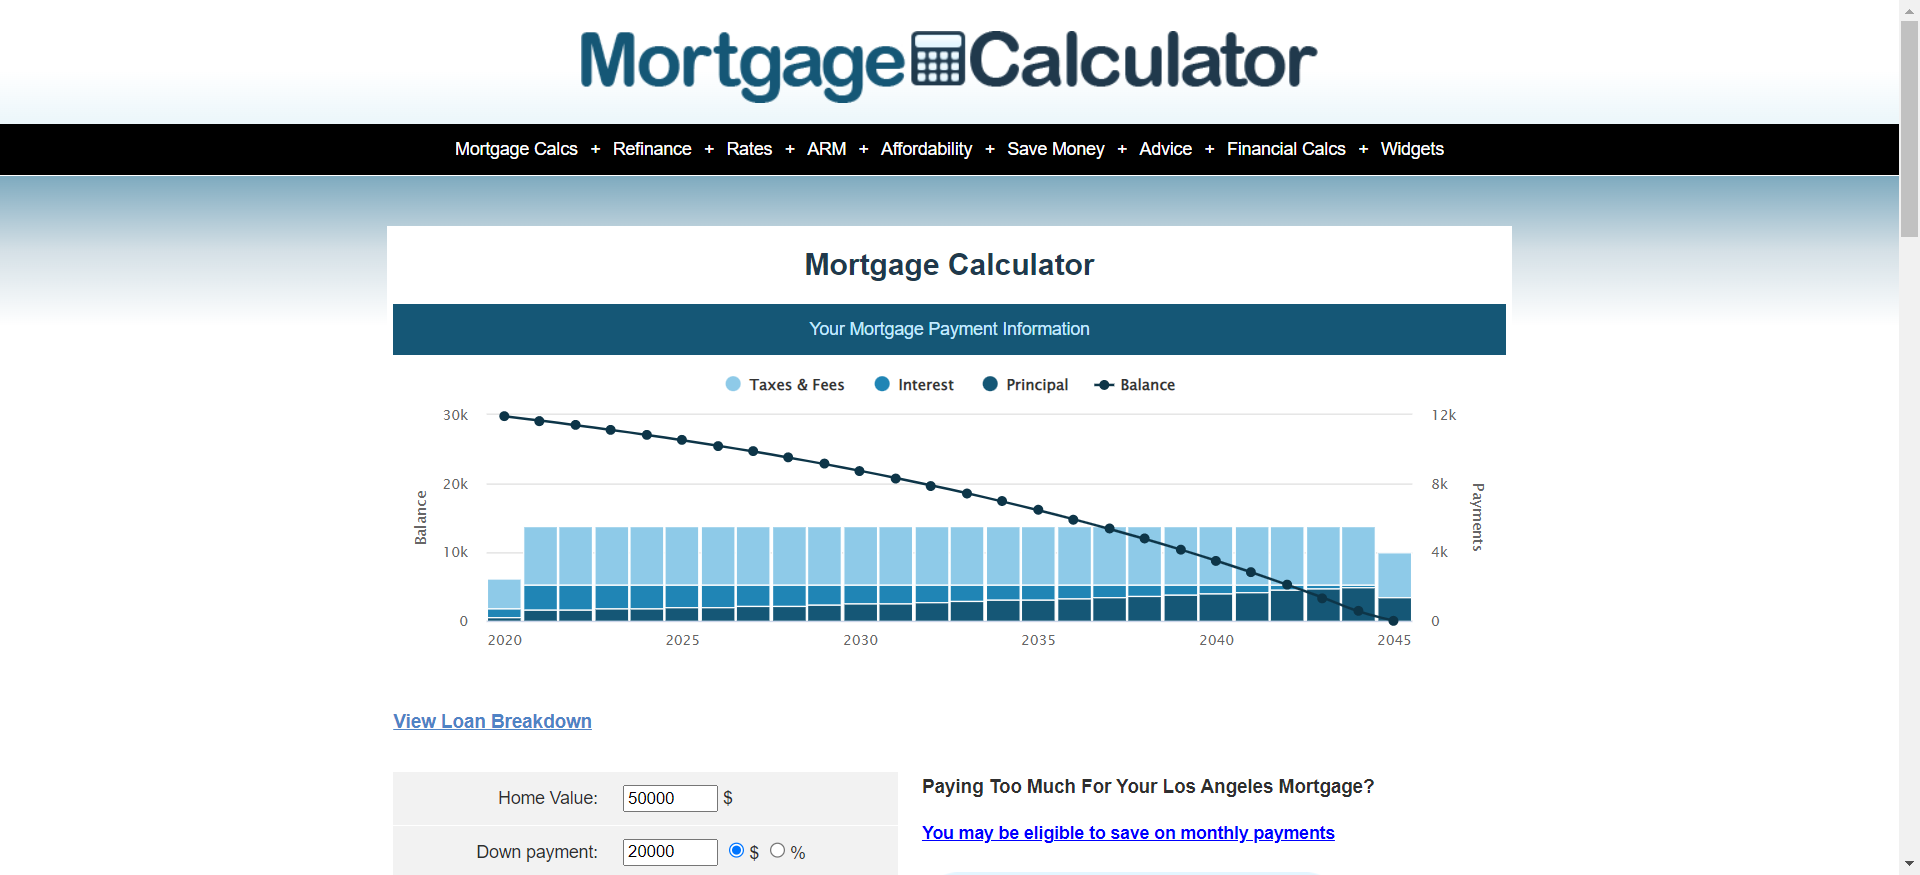 Mortgage Calculator
Mortgage Calcs + Refinance + Rates + ARM + Affordability + Save Money + Advice + Financial Calcs + Widgets
Mortgage Calculator
Your Mortgage Payment Information
Taxes & Fees Interest Principal Balance
30k 12k
20k 8k
Balance
Payments
10k 4k
0 0
2020 2025 2030 2035 2040 2045
View Loan Breakdown
Paying Too Much For Your Los Angeles Mortgage?
Home Value: 50000 $
You may be eligible to save on monthly payments
Down payment: 20000 $ %